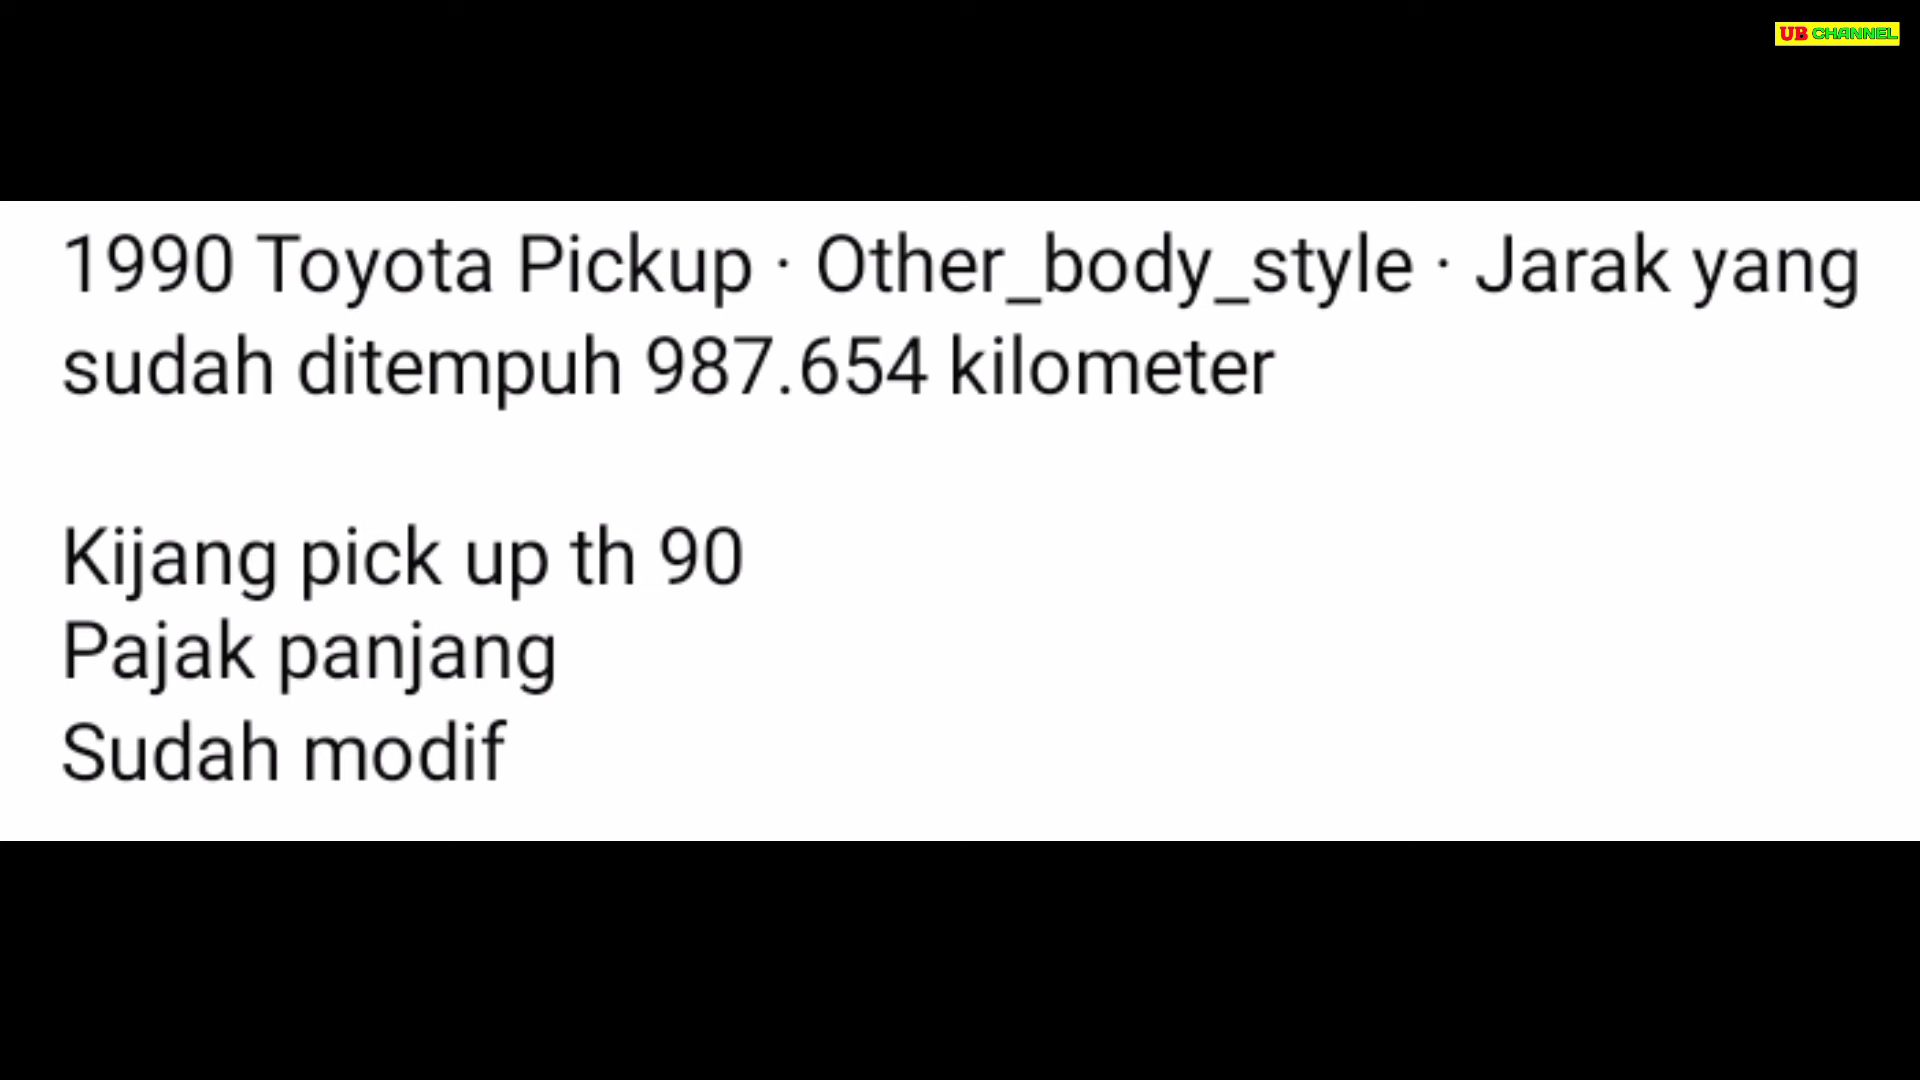 UB CHANNEL
1990 Toyota Pickup · Other_body_style · Jarak yang
sudah ditempuh 987.654 kilometer
Kijang pick up th 90
Pajak panjang
Sudah modif